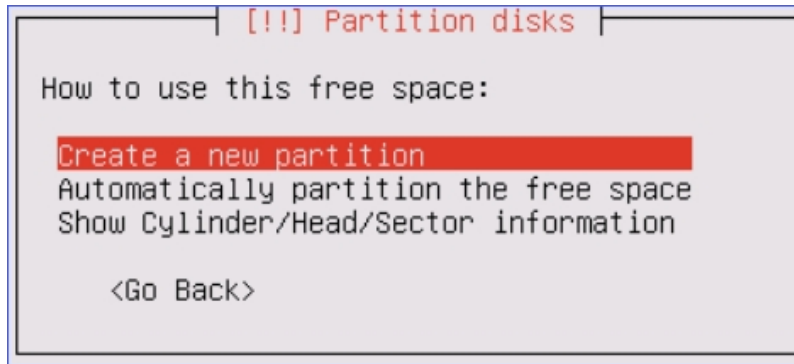 [!!] Partition disks
How to use this free space:
Create a new partition
Automatically partition the free space
Show Cylinder/Head/Sector information
<Go Back>